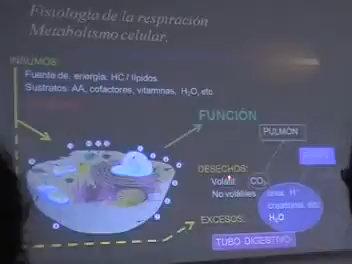 Fisiología de la respiración
Metabolismo celular.
INSUMOS:
Fuente de energía: HC / lípidos
Sustratos: AA, cofactores, vitaminas, H₂O, etc
FUNCIÓN
PULMÓN
DESECHOS:
Volátil CO₂
No volátiles urea, H⁺
creatinina, etc
EXCESOS: H₂O
TUBO DIGESTIVO